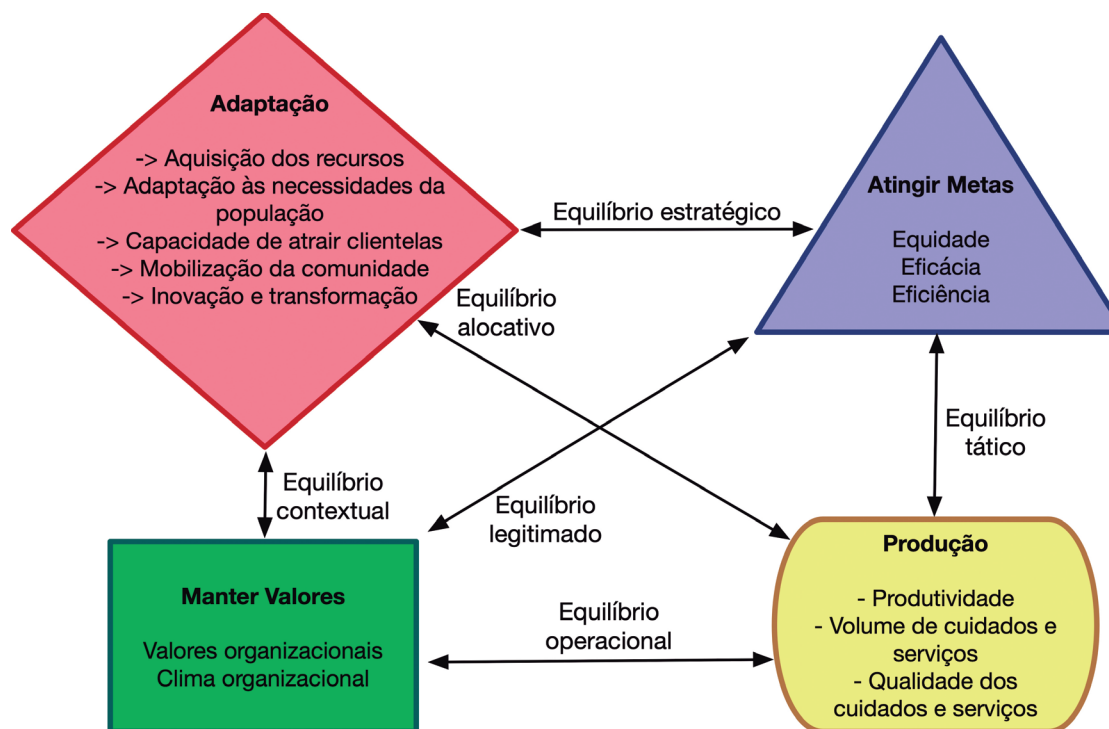 Adaptação
-> Aquisição dos recursos
-> Adaptação às necessidades da
população
-> Capacidade de atrair clientelas
-> Mobilização da comunidade
-> Inovação e transformação
Equilíbrio estratégico
Atingir Metas
Equidade
Eficácia
Eficiência
Equilíbrio
alocativo
Equilíbrio
tático
Equilíbrio
contextual
Equilíbrio
legitimado
Manter Valores
Valores organizacionais
Clima organizacional
Equilíbrio
operacional
Produção
- Produtividade
- Volume de cuidados e
serviços
- Qualidade dos
cuidados e serviços